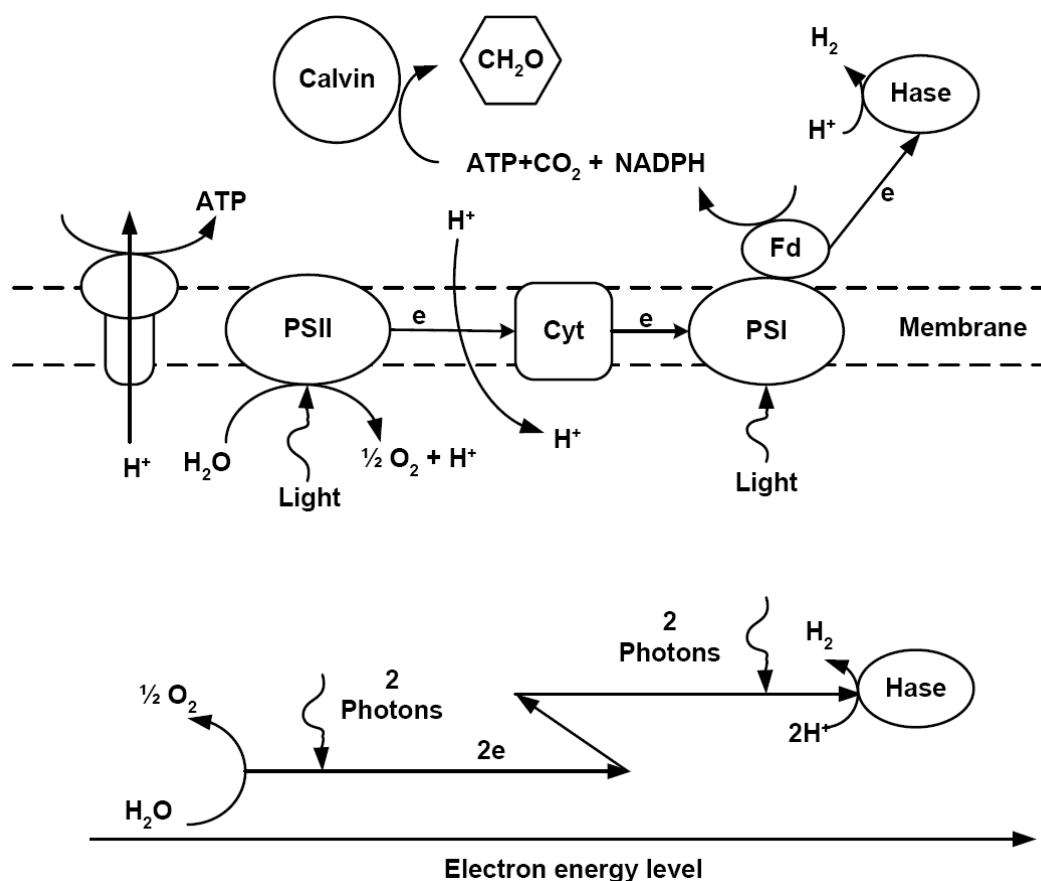 H₂
CH₂O
Calvin
Hase
H⁺
ATP+CO₂ + NADPH
ATP
H⁺
e
Fd
e
e
PSII
Cyt
PSI
Membrane
H⁺
H₂O
½ O₂ + H⁺
H⁺
Light
Light
2
Photons
H₂
½ O₂
2
Photons
Hase
2H⁺
2e
H₂O
Electron energy level